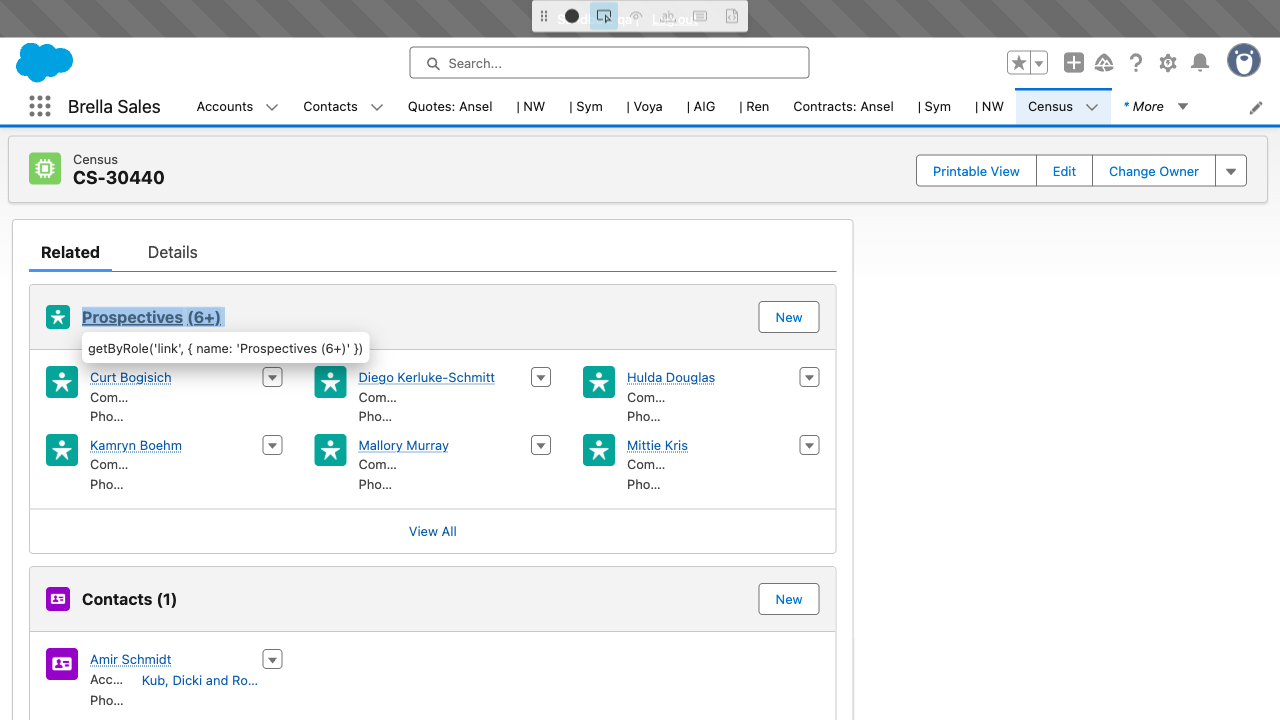 Search...
Brella Sales
Accounts
Contacts
Quotes: Ansel
| NW
| Sym
| Voya
| AIG
| Ren
Contracts: Ansel
| Sym
| NW
Census
* More
Census
CS-30440
Printable View
Edit
Change Owner
Related
Details
Prospectives (6+)
New
getByRole('link', { name: 'Prospectives (6+)' })
Curt Bogisich
Com...
Pho...
Diego Kerluke-Schmitt
Com...
Pho...
Hulda Douglas
Com...
Pho...
Kamryn Boehm
Com...
Pho...
Mallory Murray
Com...
Pho...
Mittie Kris
Com...
Pho...
View All
Contacts (1)
New
Amir Schmidt
Acc... Kub, Dicki and Ro...
Pho...